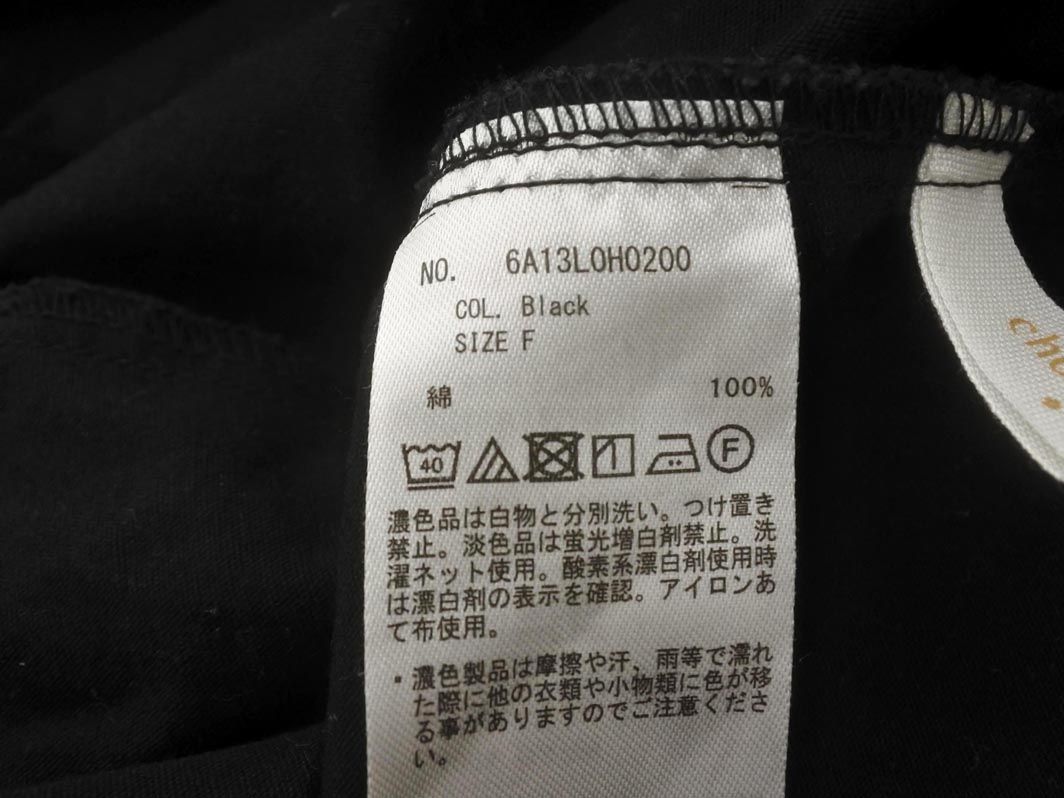 NO. 6A13L0H0200
COL. Black
SIZE F
綿 100%
40
F
濃色品は白物と分別洗い。つけ置き
禁止。淡色品は蛍光増白剤禁止。洗
濯ネット使用。酸素系漂白剤使用時
は漂白剤の表示を確認。アイロンあ
て布使用。
・濃色製品は摩擦や汗、雨等で濡れ
た際に他の衣類や小物類に色が移
る事がありますのでご注意くださ
い。